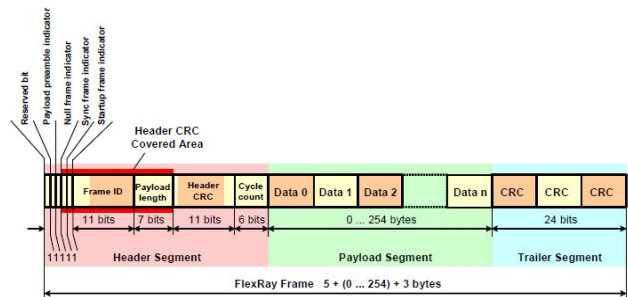 Reserved bit
Payload preamble indicator
Null frame indicator
Sync frame indicator
Startup frame indicator
Header CRC
Covered Area
Frame ID
Payload length
Header CRC
Cycle count
Data 0
Data 1
Data 2
Data n
CRC
CRC
CRC
11 bits
7 bits
11 bits
6 bits
0 ... 254 bytes
24 bits
11111
Header Segment
Payload Segment
Trailer Segment
FlexRay Frame 5 + (0 ... 254) + 3 bytes